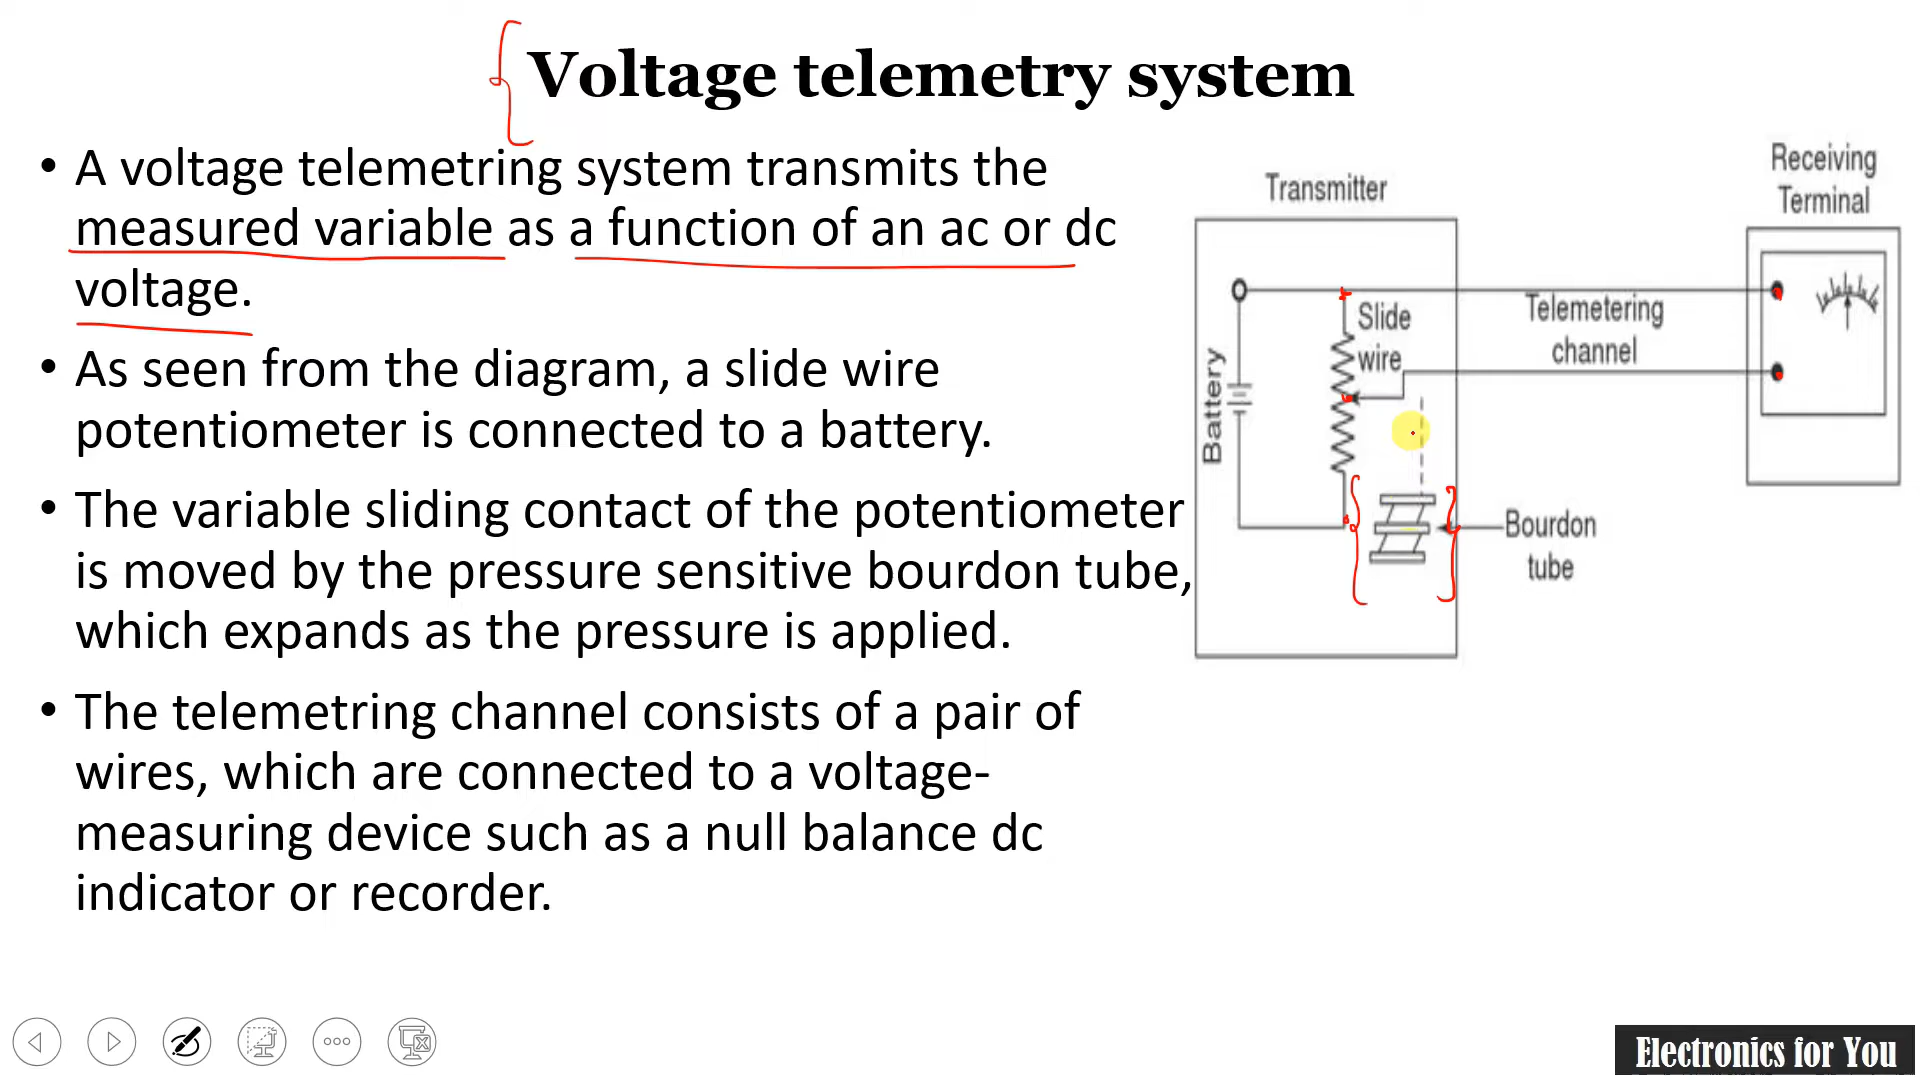 Voltage telemetry system
• A voltage telemetring system transmits the
measured variable as a function of an ac or dc
voltage.
• As seen from the diagram, a slide wire
potentiometer is connected to a battery.
• The variable sliding contact of the potentiometer
is moved by the pressure sensitive bourdon tube,
which expands as the pressure is applied.
• The telemetring channel consists of a pair of
wires, which are connected to a voltage-
measuring device such as a null balance dc
indicator or recorder.
Transmitter
Battery
Slide
wire
Telemetering
channel
Receiving
Terminal
Bourdon
tube
Electronics for You